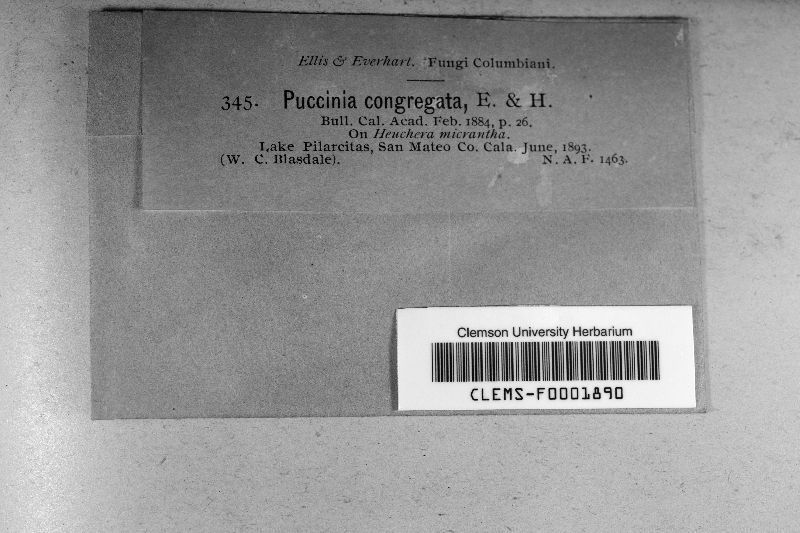 Ellis & Everhart. Fungi Columbiani.
345. Puccinia congregata, E. & H.
Bull. Cal. Acad. Feb. 1884, p. 26.
On Heuchera micrantha.
Lake Pilarcitas, San Mateo Co. Cala. June, 1893.
(W. C. Blasdale). N. A. F. 1463.
Clemson University Herbarium
CLEMS-F0001890